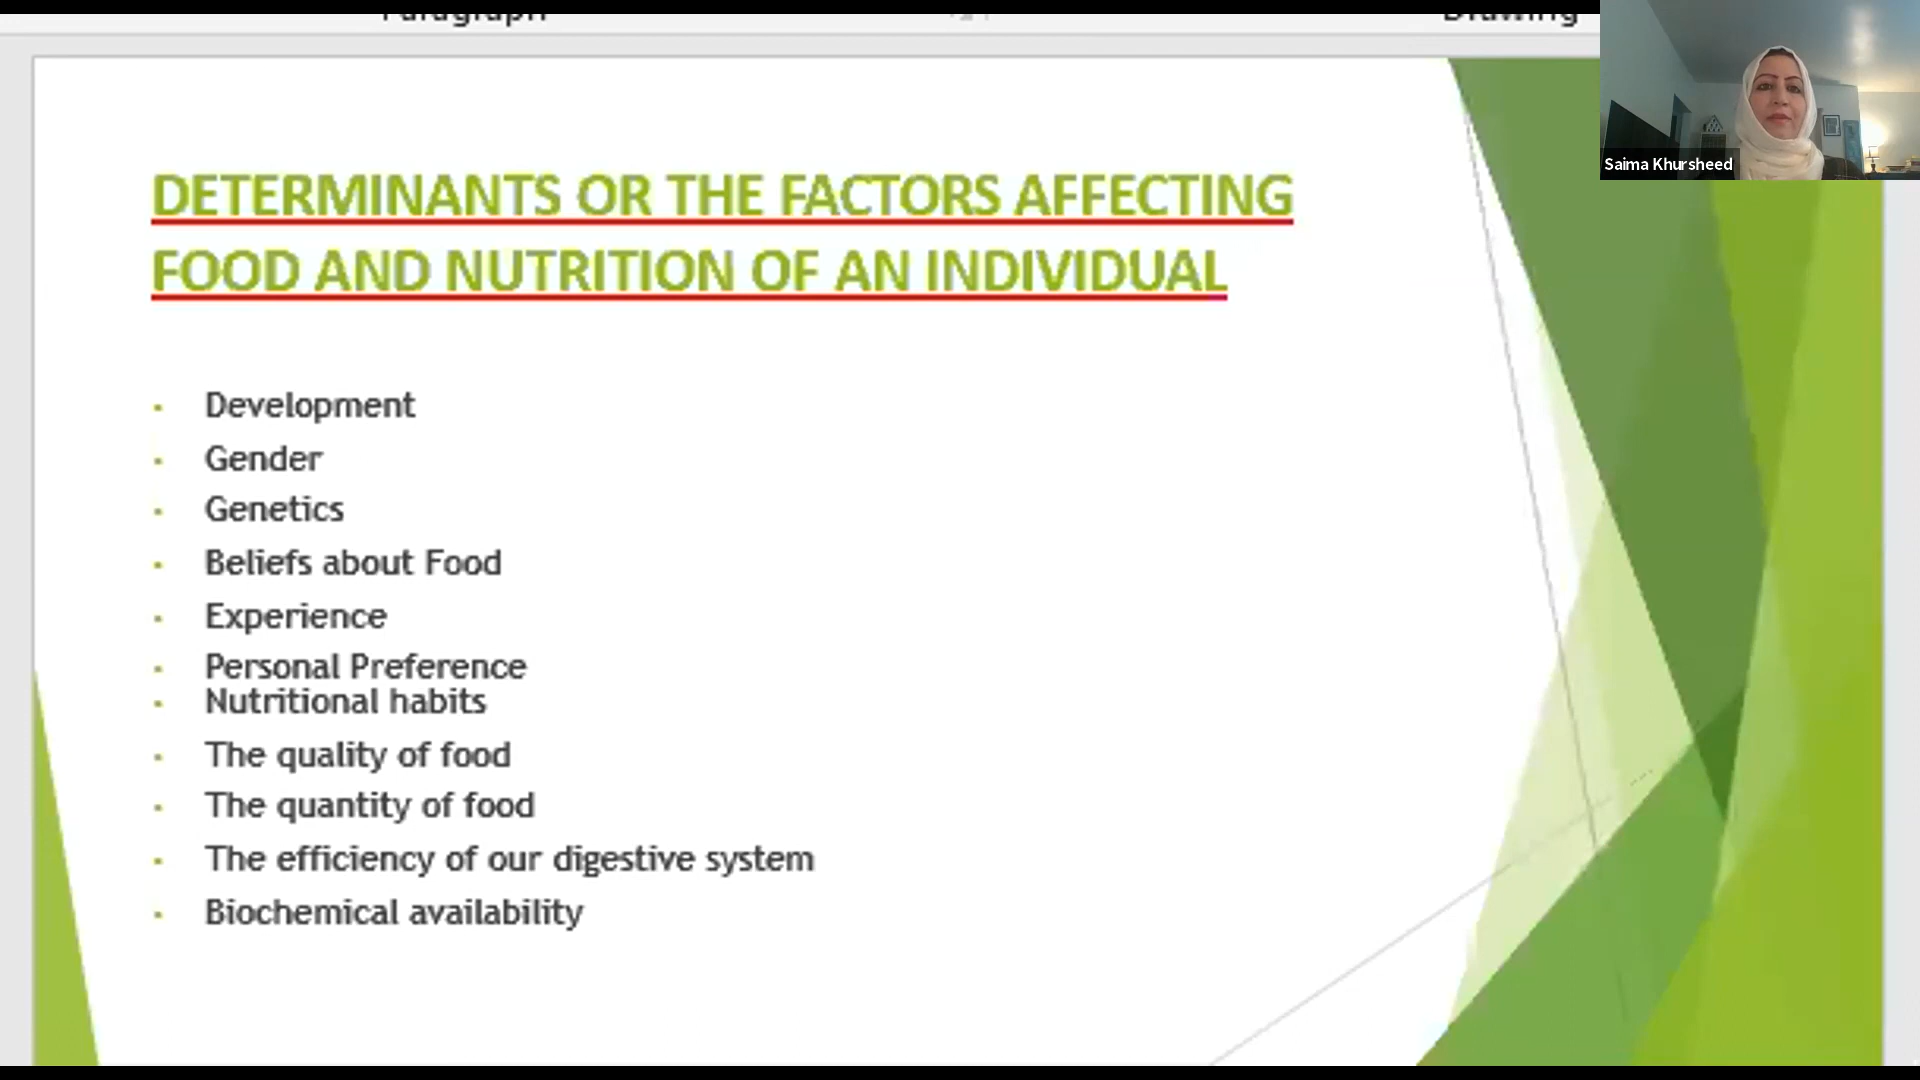 Paragraph
Drawing
Saima Khursheed
DETERMINANTS OR THE FACTORS AFFECTING
FOOD AND NUTRITION OF AN INDIVIDUAL
Development
Gender
Genetics
Beliefs about Food
Experience
Personal Preference
Nutritional habits
The quality of food
The quantity of food
The efficiency of our digestive system
Biochemical availability